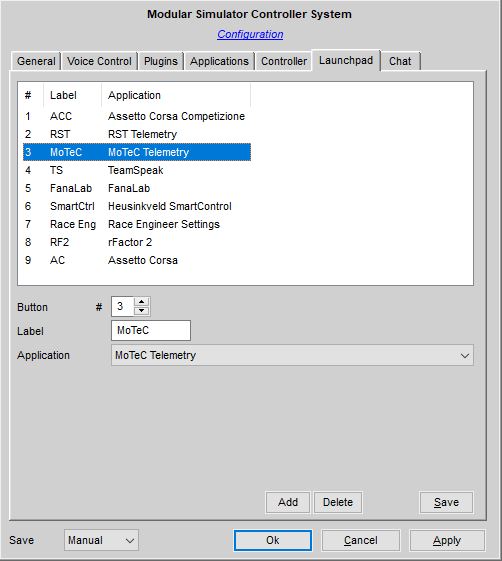 Modular Simulator Controller System
Configuration
General Voice Control Plugins Applications Controller Launchpad Chat
# Label Application
1 ACC Assetto Corsa Competizione
2 RST RST Telemetry
3 MoTeC MoTeC Telemetry
4 TS TeamSpeak
5 FanaLab FanaLab
6 SmartCtrl Heusinkveld SmartControl
7 Race Eng Race Engineer Settings
8 RF2 rFactor 2
9 AC Assetto Corsa
Button # 3
Label MoTeC
Application MoTeC Telemetry
Add Delete Save
Save Manual Ok Cancel Apply